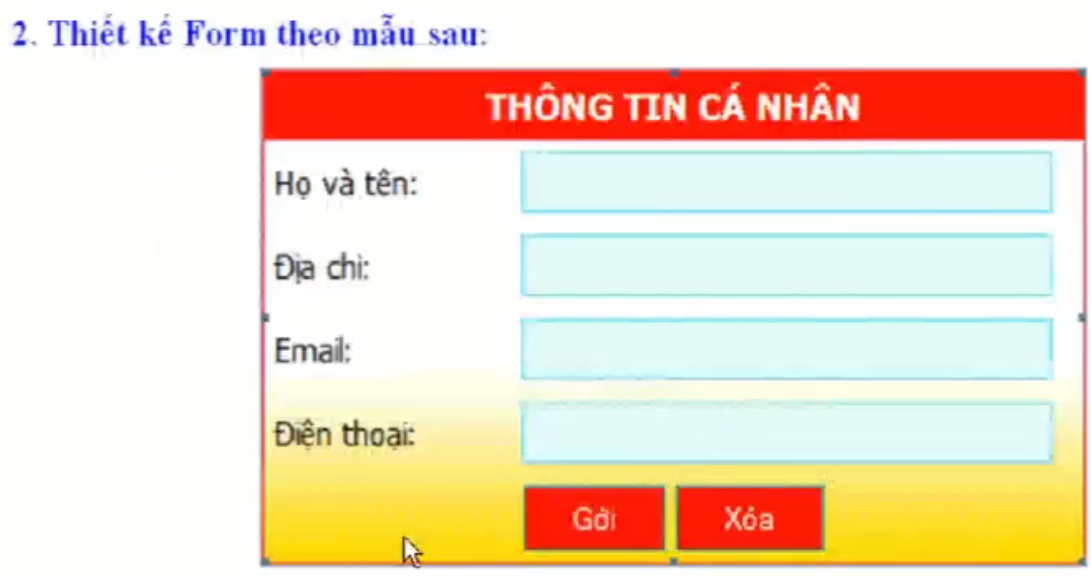 2. Thiết kế Form theo mẫu sau:
THÔNG TIN CÁ NHÂN
Họ và tên:
Địa chỉ:
Email:
Điện thoại:
Gởi Xóa